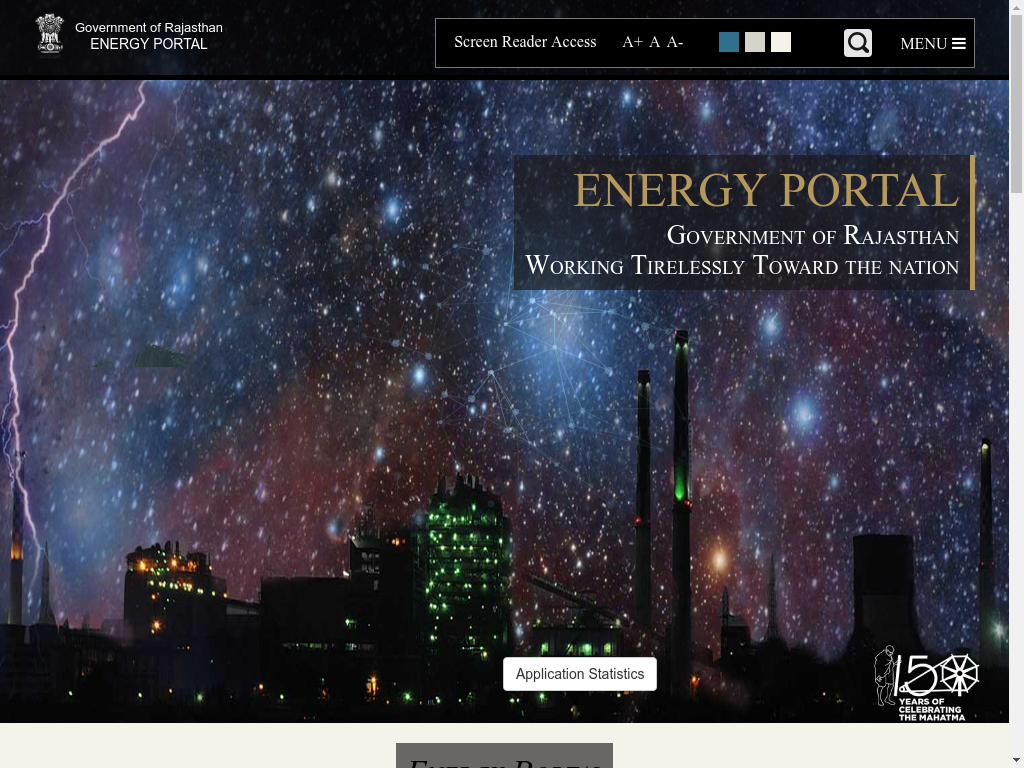 Government of Rajasthan
ENERGY PORTAL
Screen Reader Access A+ A A- MENU
ENERGY PORTAL
Government of Rajasthan
Working Tirelessly Toward the nation
Application Statistics
150
YEARS OF
CELEBRATING
THE MAHATMA